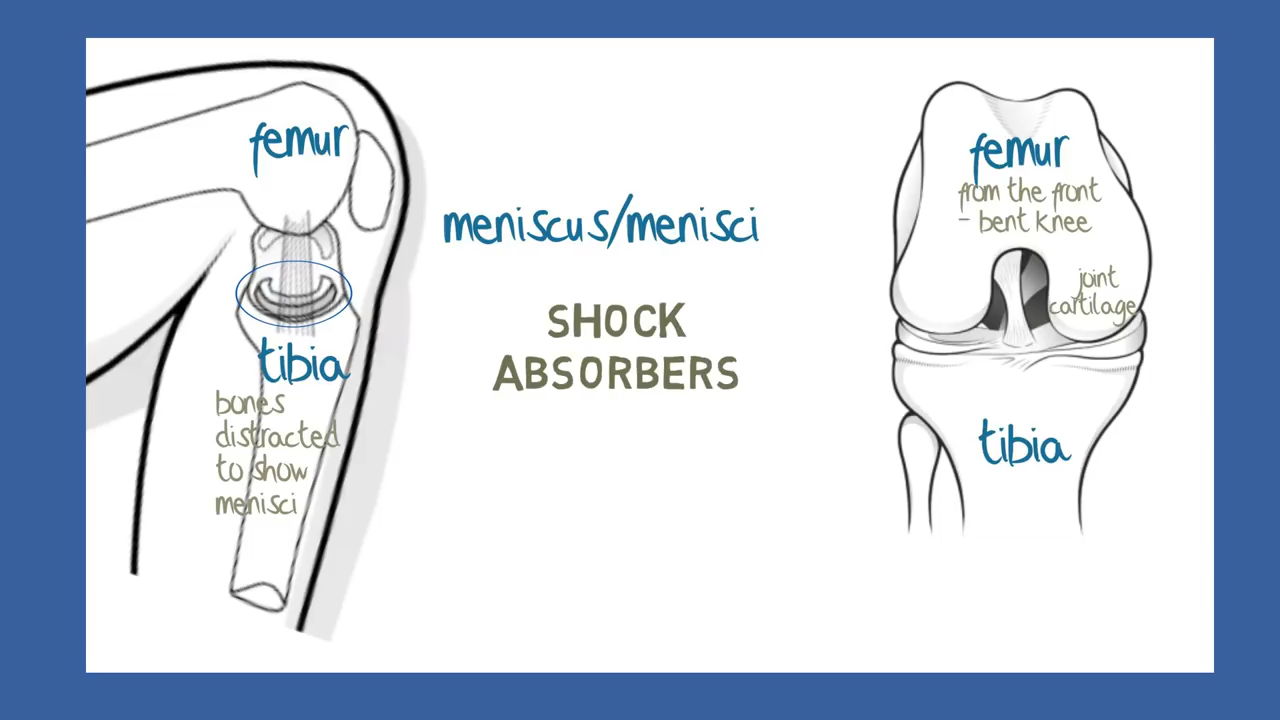 femur
tibia
bones
distracted
to show
menisci
meniscus/menisci
SHOCK
ABSORBERS
femur
from the front
- bent knee
joint
cartilage
tibia